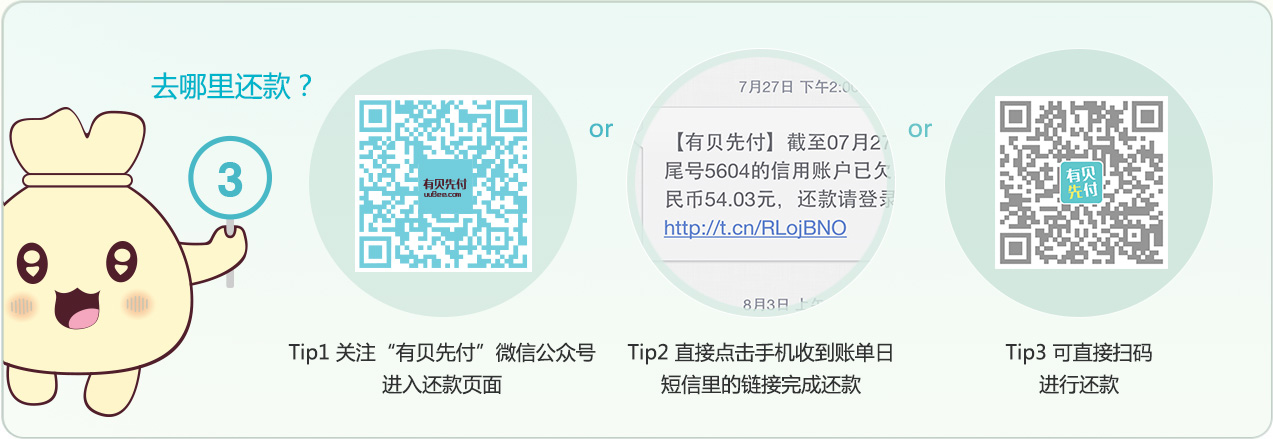 去哪里还款？
3
有贝先付
uuBee.com
or
7月27日 下午2:00
【有贝先付】截至07月27
尾号5604的信用账户已欠
民币54.03元，还款请登录
http://t.cn/RLojBNO
8月3日 上午
or
有贝
先付
Tip1 关注“有贝先付”微信公众号
进入还款页面
Tip2 直接点击手机收到账单日
短信里的链接完成还款
Tip3 可直接扫码
进行还款